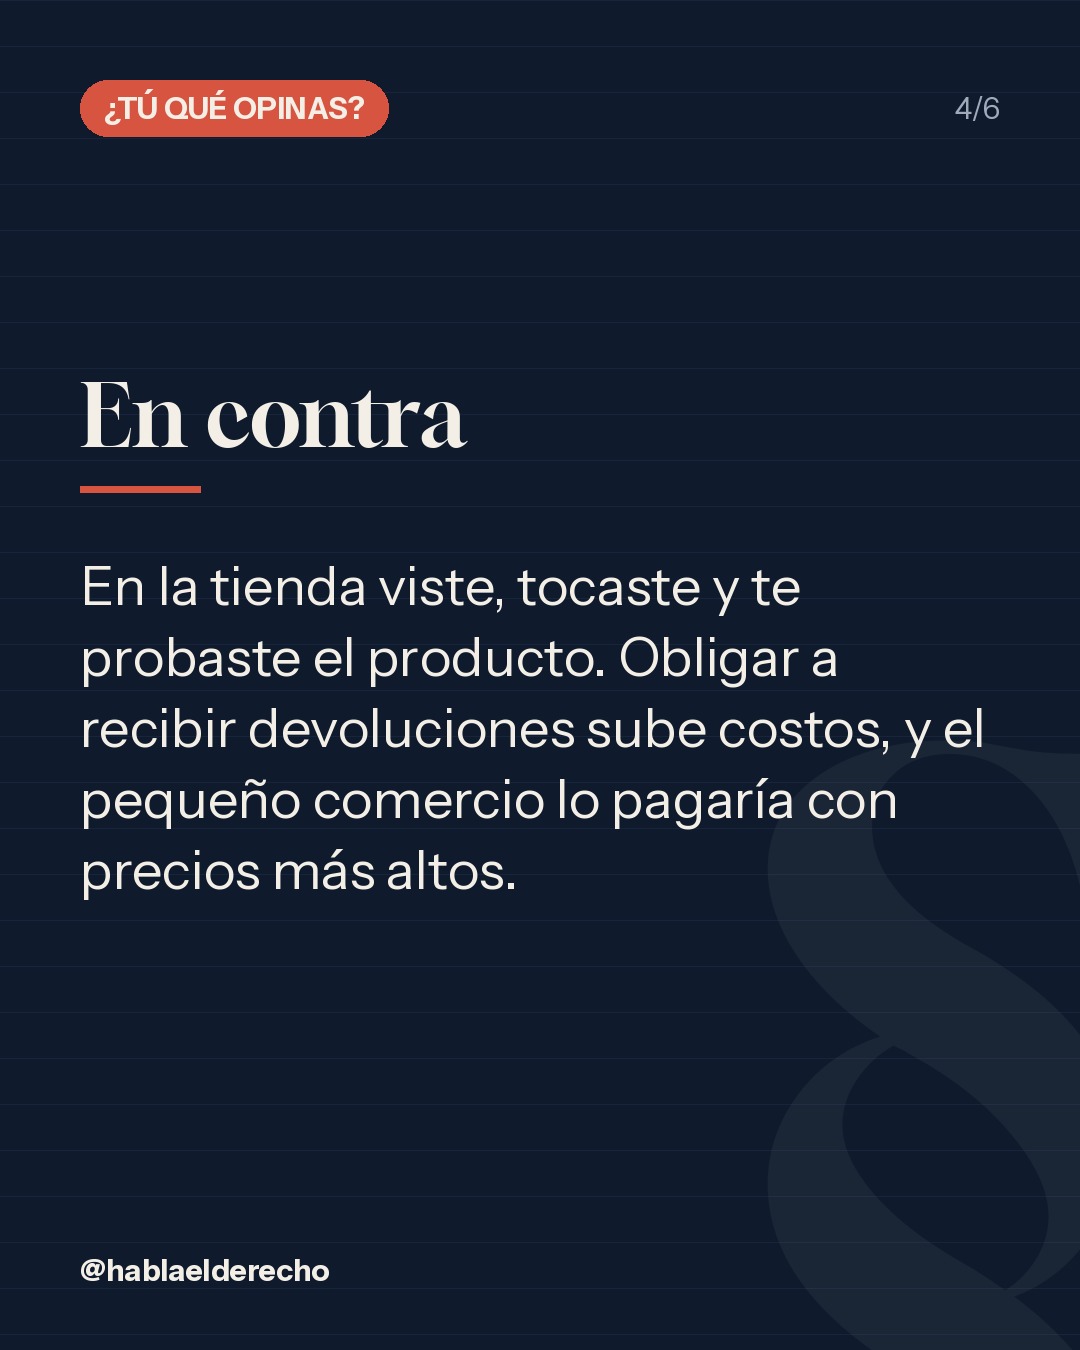 ¿TÚ QUÉ OPINAS?
4/6
En contra
En la tienda viste, tocaste y te
probaste el producto. Obligar a
recibir devoluciones sube costos, y el
pequeño comercio lo pagaría con
precios más altos.
§
@hablaelderecho